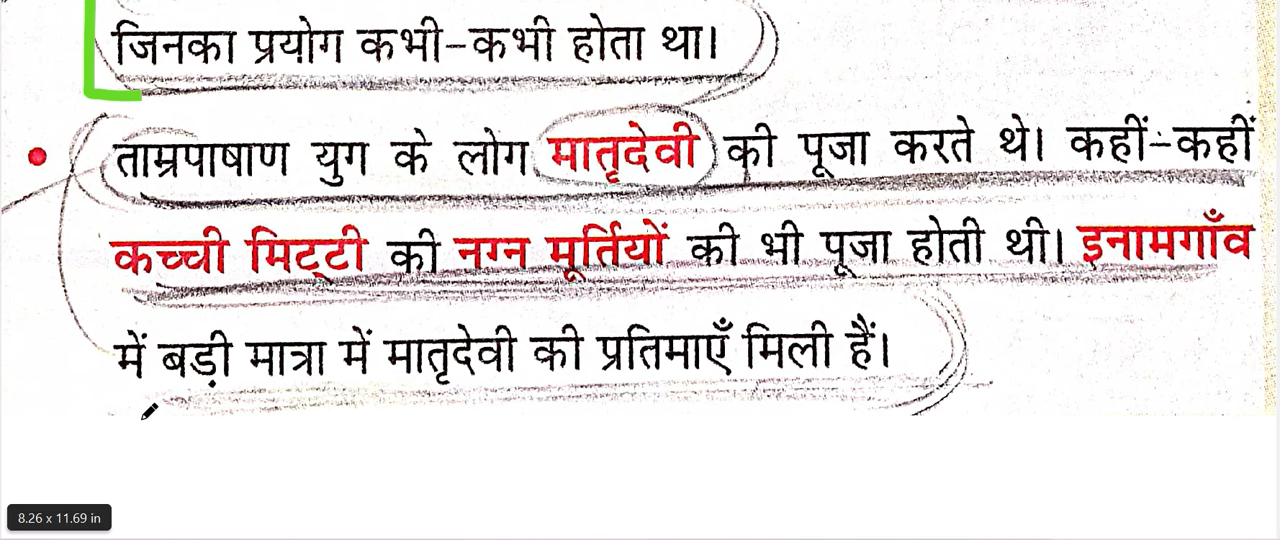 जिनका प्रयोग कभी-कभी होता था।
ताम्रपाषाण युग के लोग मातृदेवी की पूजा करते थे। कहीं-कहीं
कच्ची मिट्टी की नग्न मूर्तियों की भी पूजा होती थी। इनामगाँव
में बड़ी मात्रा में मातृदेवी की प्रतिमाएँ मिली हैं।
8.26 x 11.69 in